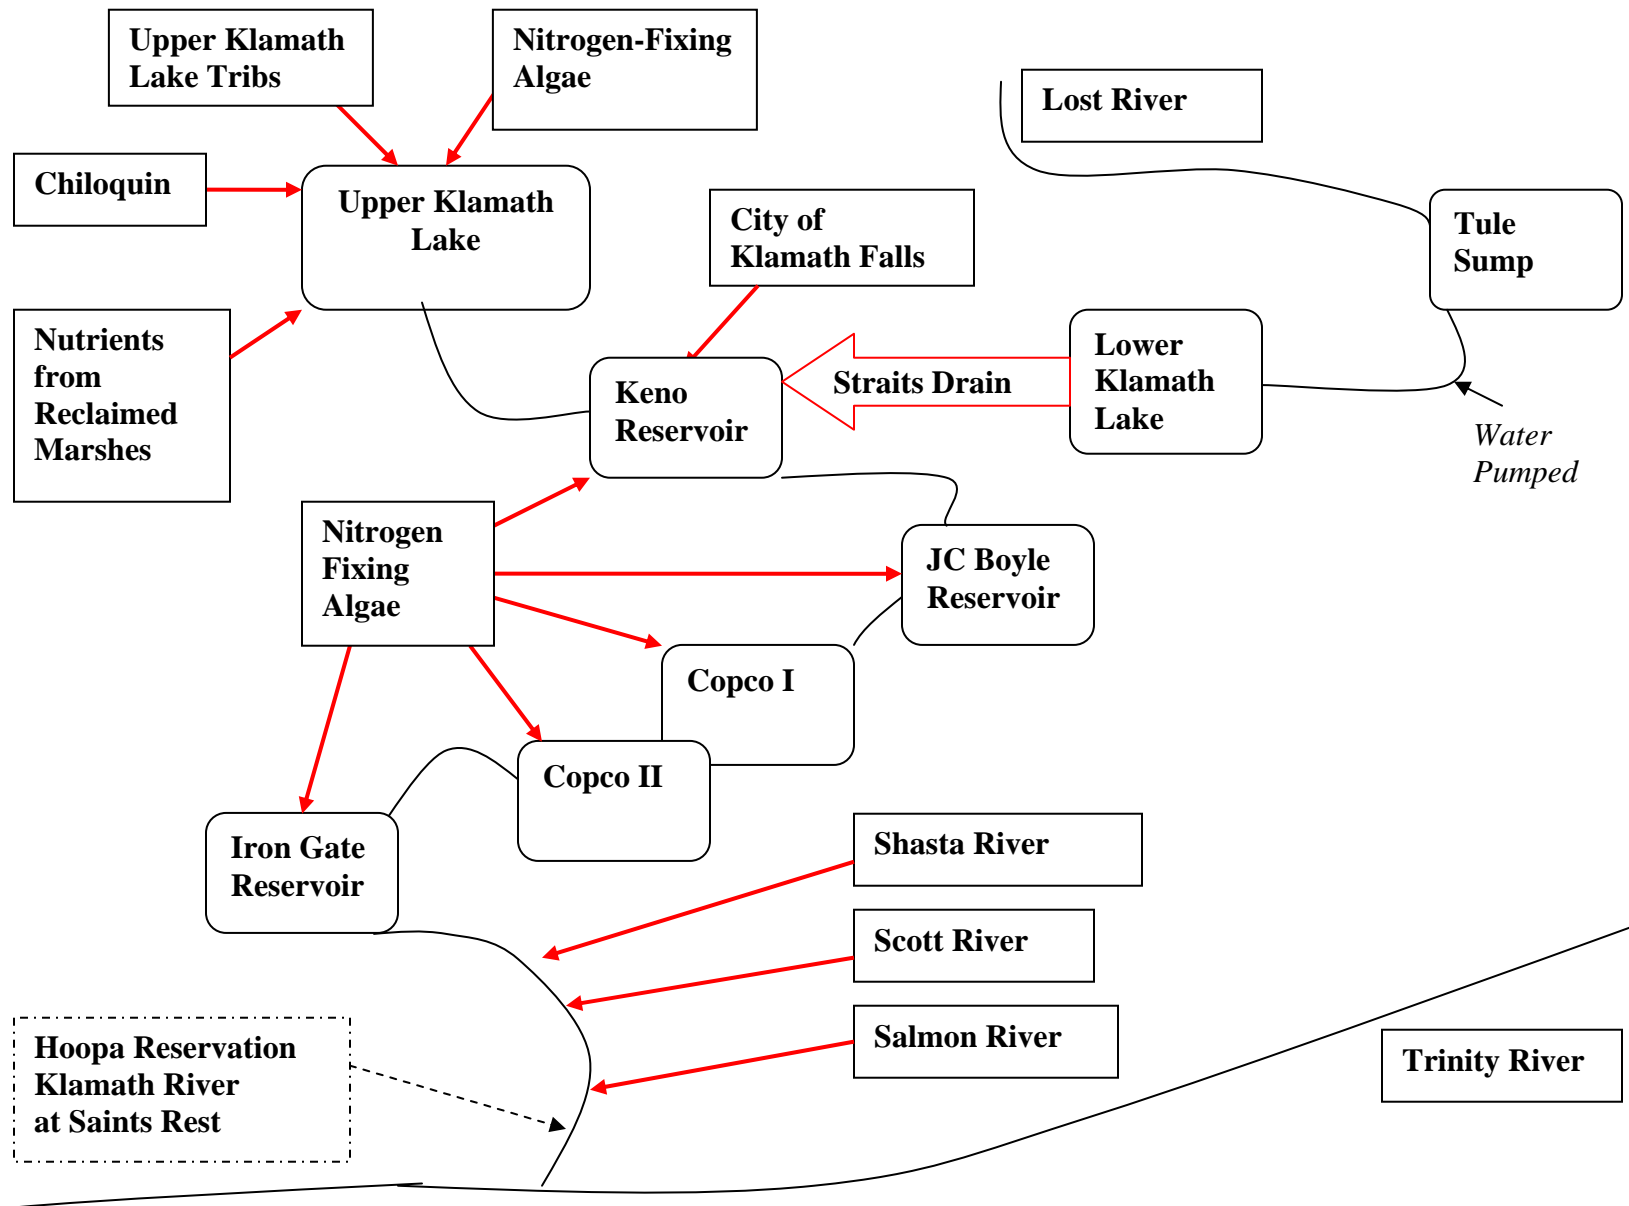 Upper Klamath
Lake Tribs
Nitrogen-Fixing
Algae
Lost River
Chiloquin
Upper Klamath
Lake
City of
Klamath Falls
Tule
Sump
Nutrients
from
Reclaimed
Marshes
Keno
Reservoir
Straits Drain
Lower
Klamath
Lake
Water
Pumped
Nitrogen
Fixing
Algae
JC Boyle
Reservoir
Copco I
Copco II
Iron Gate
Reservoir
Shasta River
Scott River
Salmon River
Hoopa Reservation
Klamath River
at Saints Rest
Trinity River